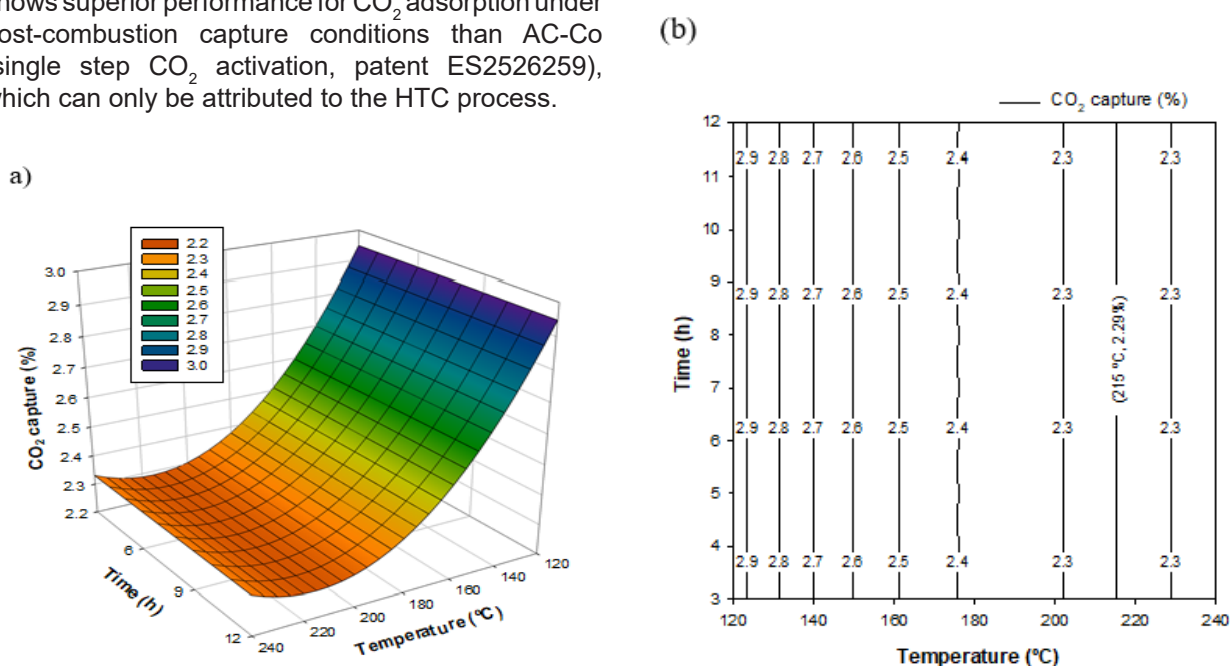 hows superior performance for CO₂ adsorption under
ost-combustion capture conditions than AC-Co
single step CO₂ activation, patent ES2526259),
which can only be attributed to the HTC process.
a)
2.2
2.3
2.4
2.5
2.6
2.7
2.8
2.9
3.0
3.0
2.9
2.8
2.7
2.6
2.5
2.4
2.3
2.2
CO₂ capture (%)
6
9
12
Time (h)
240
220
200
180
160
140
120
Temperature (ºC)
(b)
CO₂ capture (%)
12
11
10
9
8
7
6
5
4
3
Time (h)
2.9 2.8 2.7 2.6 2.5 2.4 2.3 2.3
2.9 2.8 2.7 2.6 2.5 2.4 2.3 2.3
2.9 2.8 2.7 2.6 2.5 2.4 2.3 2.3
2.9 2.8 2.7 2.6 2.5 2.4 2.3 2.3
(215 ºC, 2.29%)
120 140 160 180 200 220 240
Temperature (ºC)